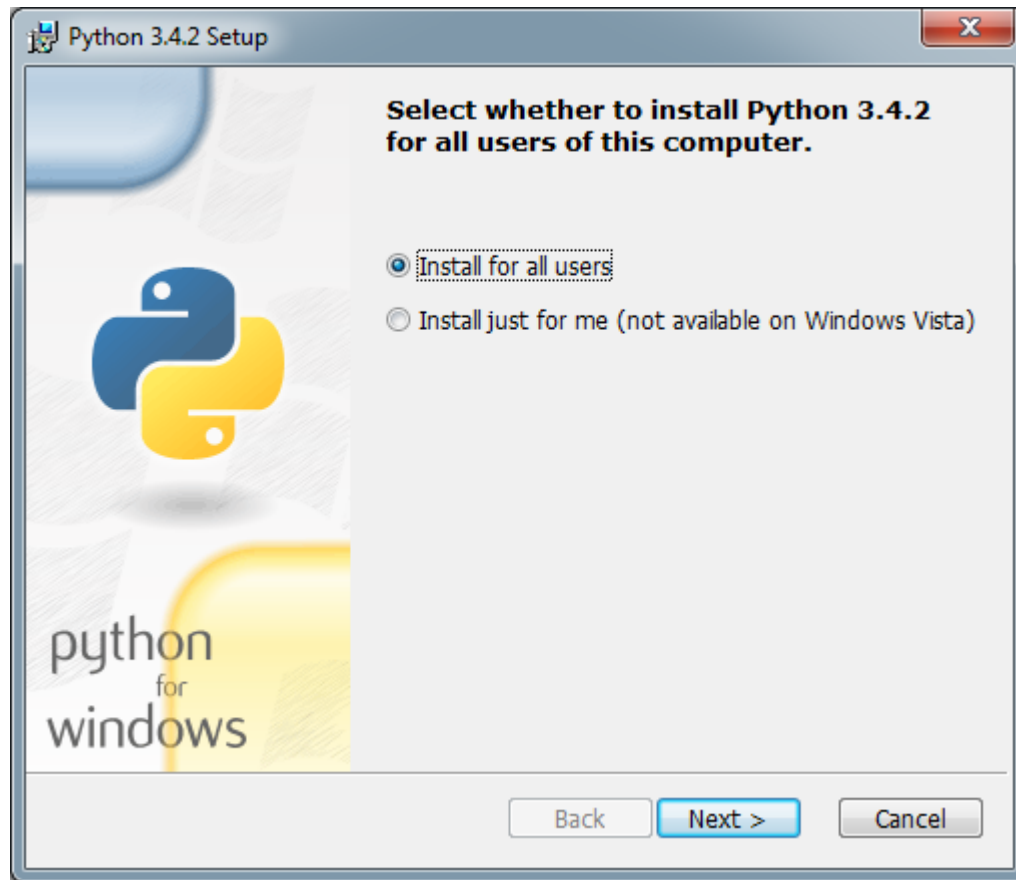 Python 3.4.2 Setup
Select whether to install Python 3.4.2
for all users of this computer.
Install for all users
Install just for me (not available on Windows Vista)
python
for
windows
Back
Next >
Cancel